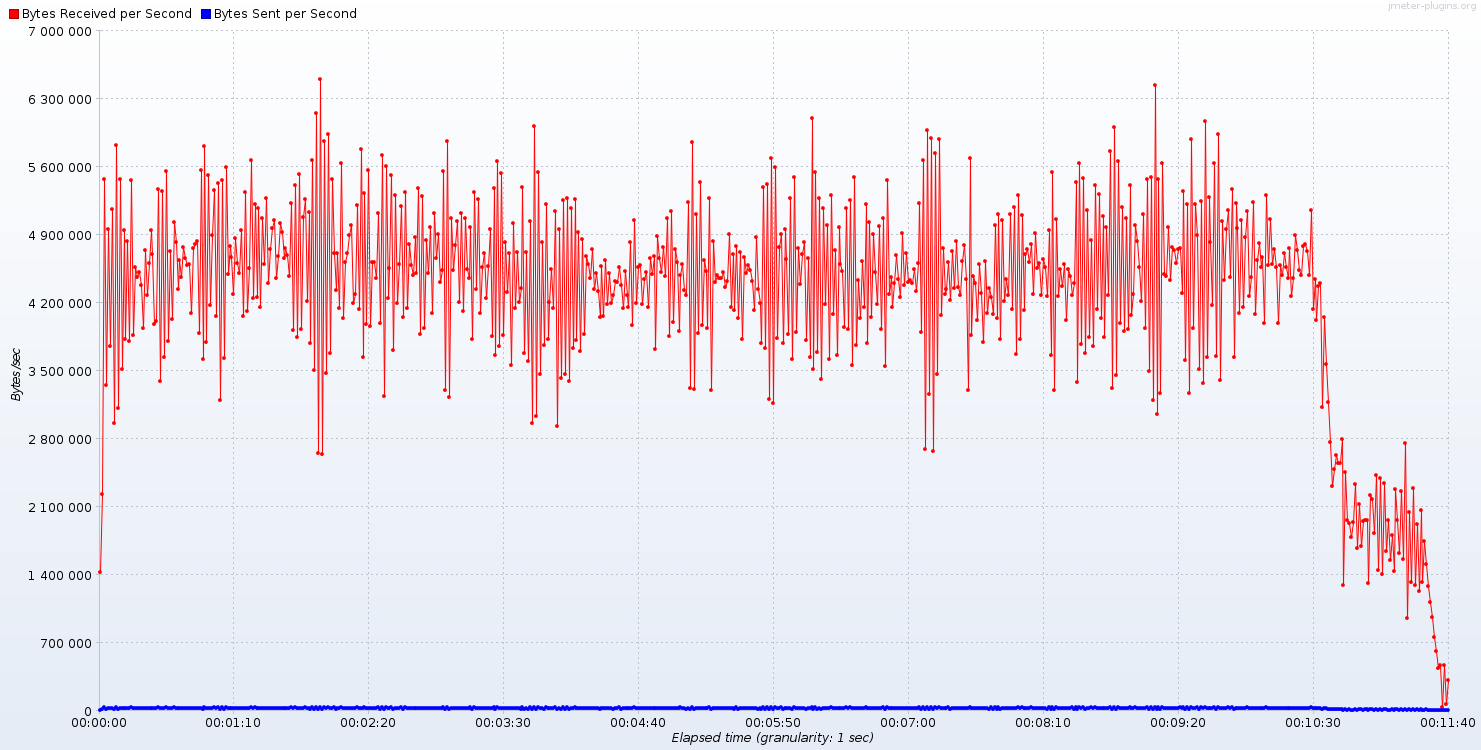 jmeter-plugins.org
Bytes Received per Second Bytes Sent per Second
7 000 000
6 300 000
5 600 000
4 900 000
4 200 000
3 500 000
2 800 000
2 100 000
1 400 000
700 000
0
Bytes /sec
00:00:00 00:01:10 00:02:20 00:03:30 00:04:40 00:05:50 00:07:00 00:08:10 00:09:20 00:10:30 00:11:40
Elapsed time (granularity: 1 sec)